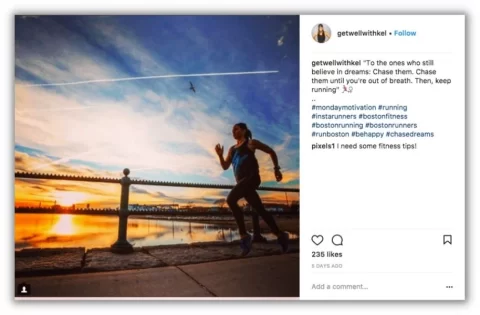 getwellwithkel • Follow
getwellwithkel "To the ones who still
believe in dreams: Chase them. Chase
them until you're out of breath. Then, keep
running" 🏃🏻‍♀️🎧
..
#mondaymotivation #running
#instarunners #bostonfitness
#bostonrunning #bostonrunners
#runboston #behappy #chasedreams
pixels1 I need some fitness tips!
235 likes
5 DAYS AGO
Add a comment...